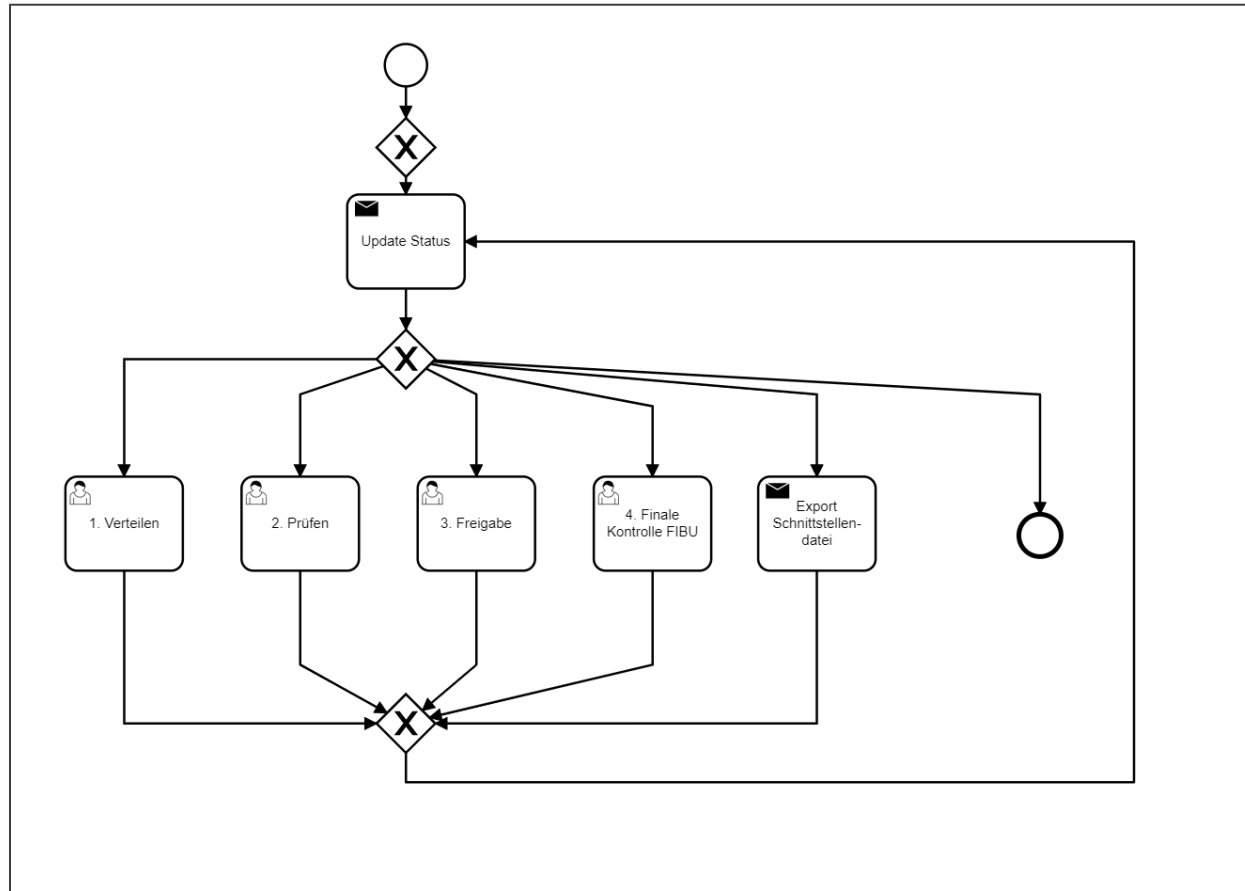 Update Status
1. Verteilen
2. Prüfen
3. Freigabe
4. Finale
Kontrolle FIBU
Export
Schnittstellen-
datei